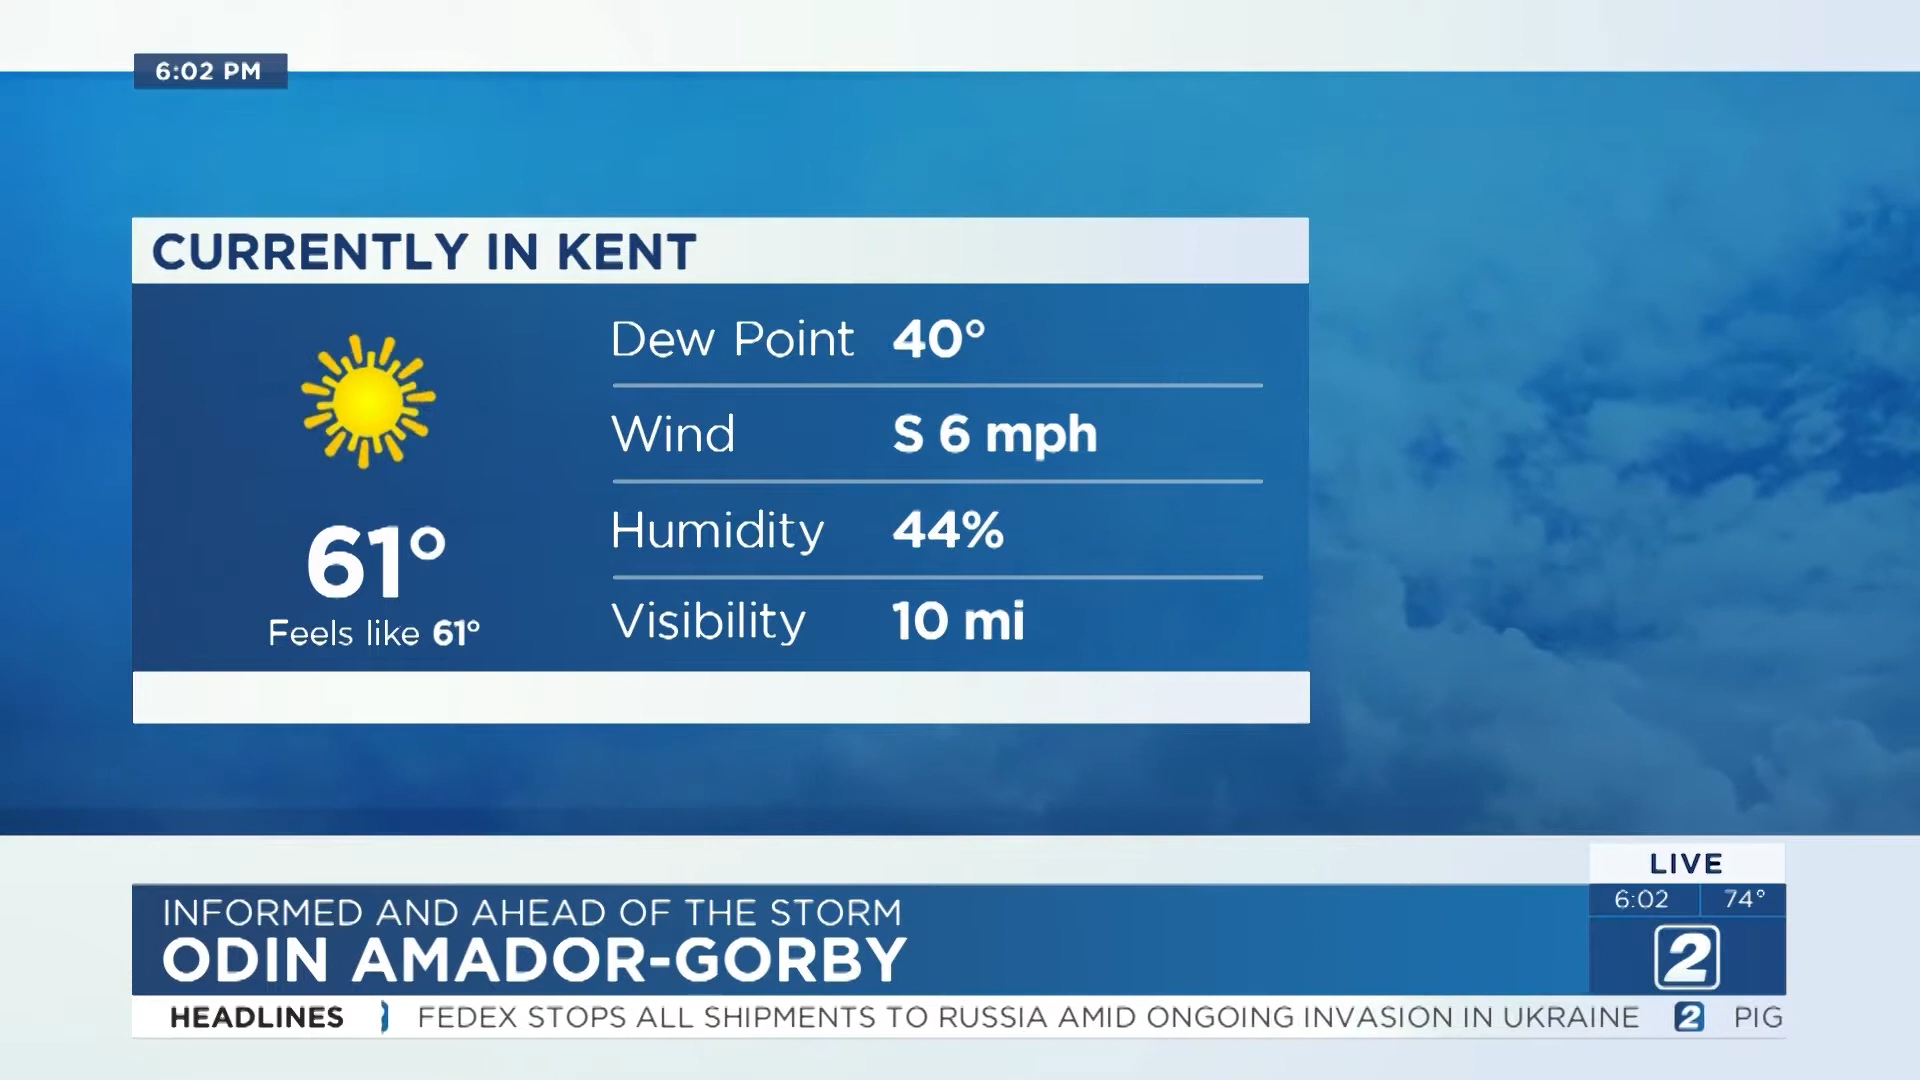 6:02 PM
CURRENTLY IN KENT
Dew Point 40°
Wind S 6 mph
Humidity 44%
Visibility 10 mi
61°
Feels like 61°
LIVE
6:02 74°
2
INFORMED AND AHEAD OF THE STORM
ODIN AMADOR-GORBY
HEADLINES FEDEX STOPS ALL SHIPMENTS TO RUSSIA AMID ONGOING INVASION IN UKRAINE 2 PIG